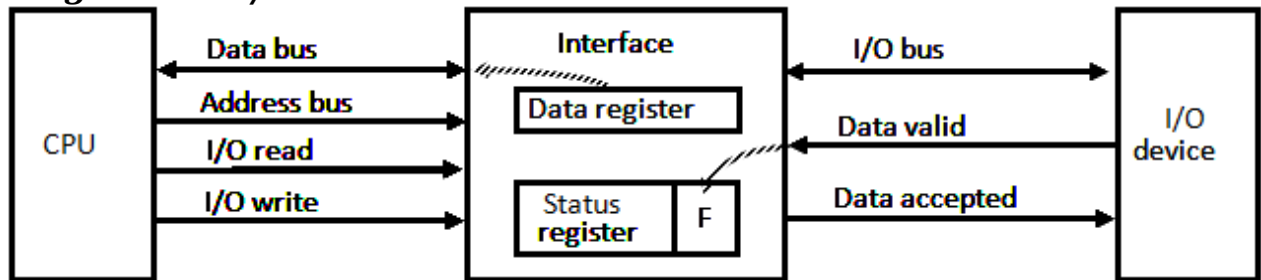 Data bus
Interface
I/O bus
Address bus
Data register
Data valid
CPU
I/O read
I/O
device
I/O write
Status
register
F
Data accepted